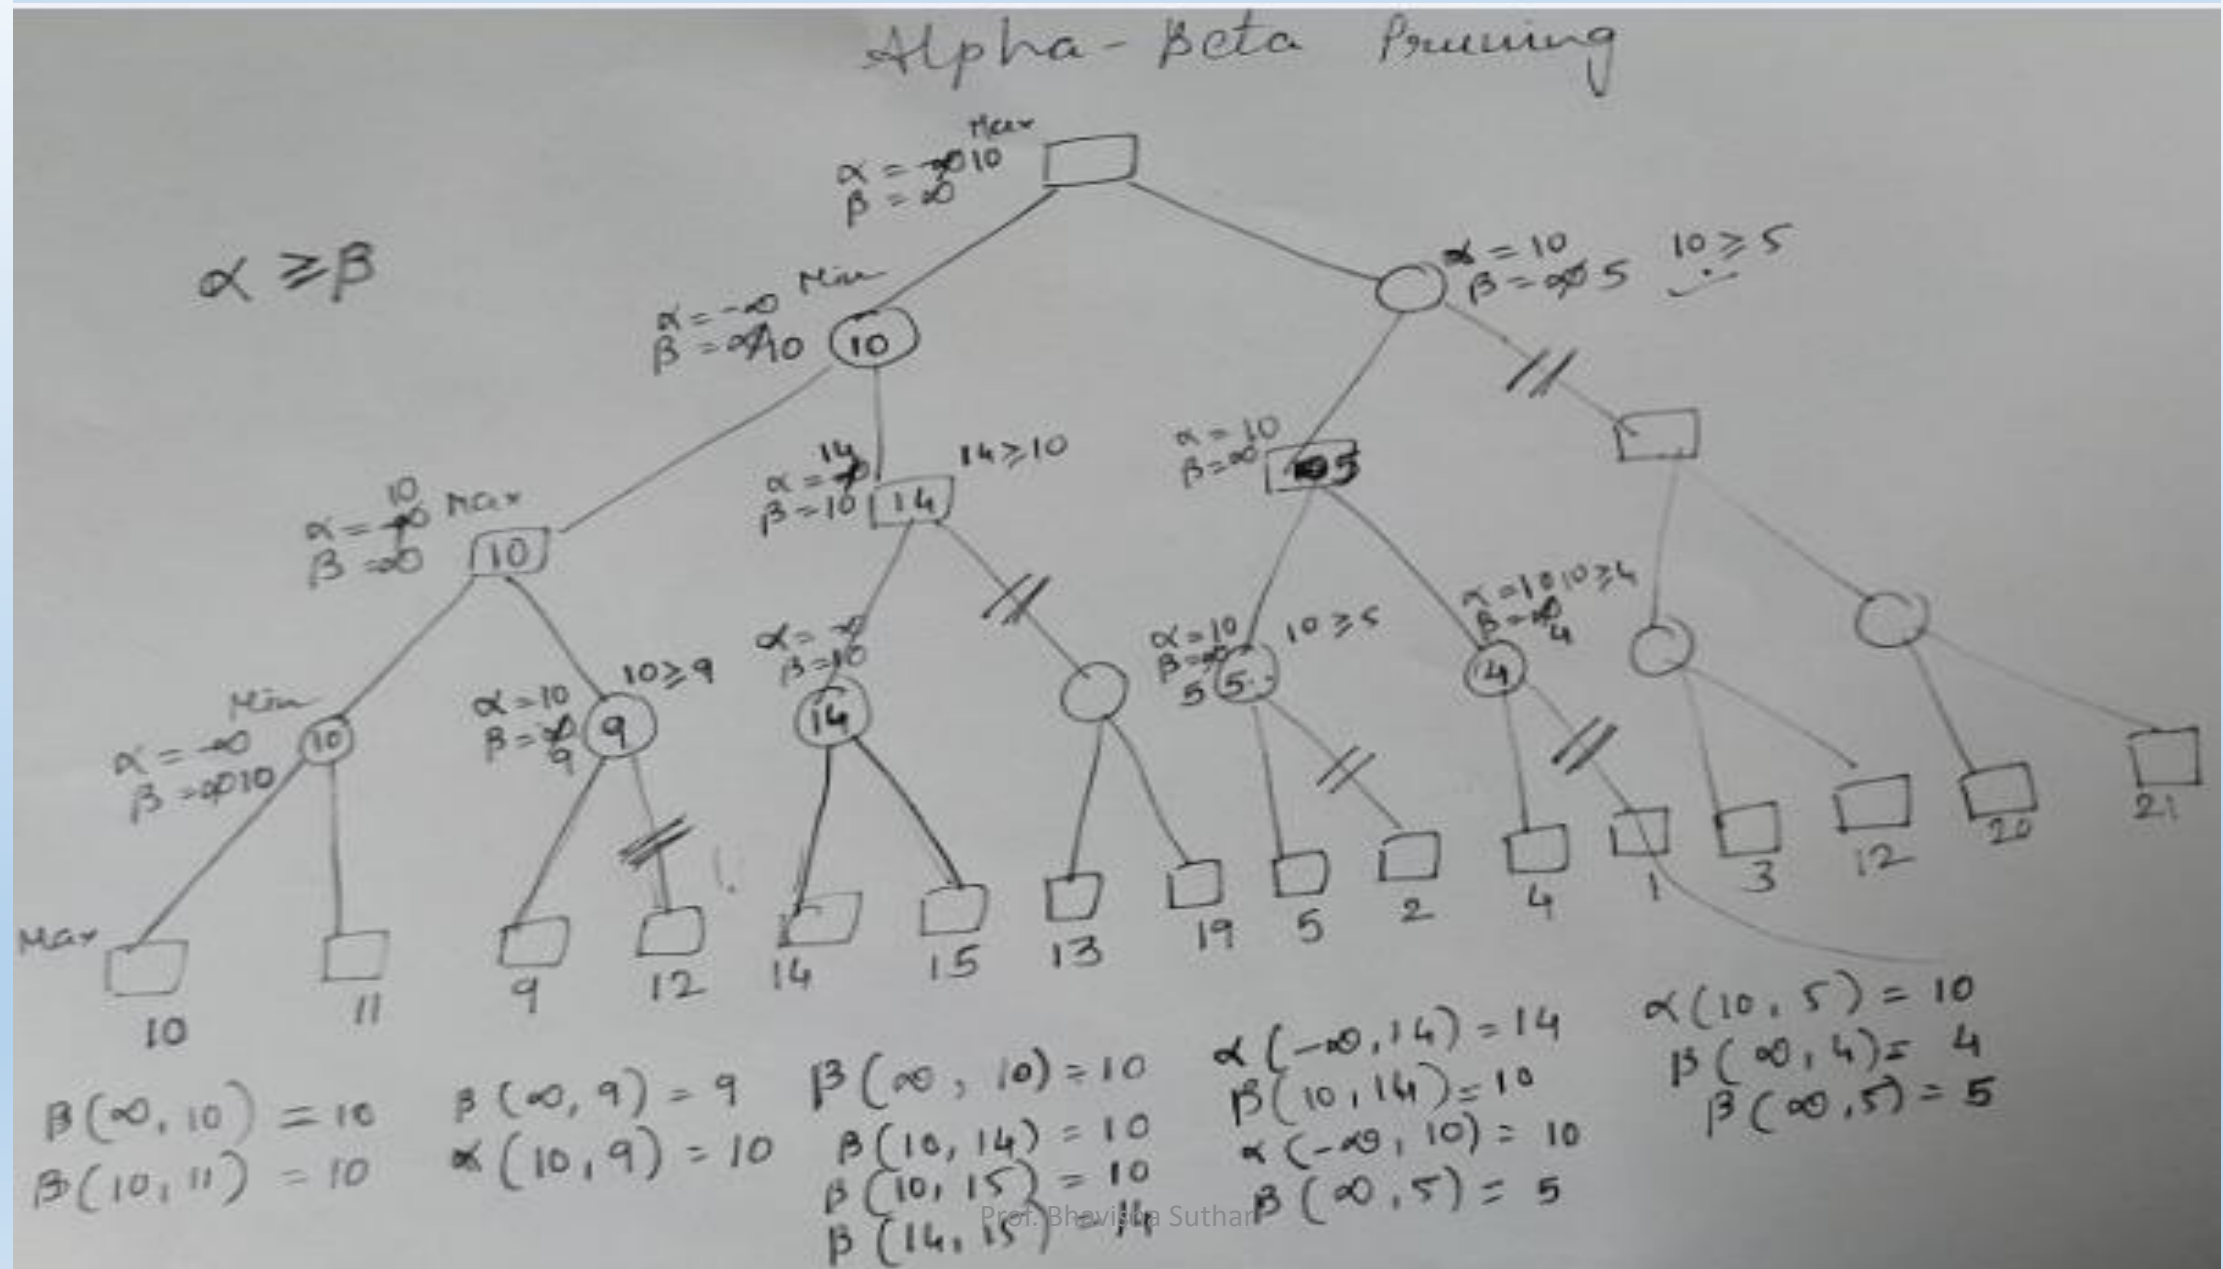 Alpha-Beta Pruning
Max
α = -∞ 10
β = ∞
α ≥ β
Min
α = -∞
β = ∞ 10
10
α = 10
β = ∞ 5
10 ≥ 5
10
α = -∞
β = ∞
Max
10
14
α = -∞
β = 10
14
14 ≥ 10
α = 10
β = ∞
5
Min
α = -∞
β = ∞ 10
10
α = 10
β = ∞
9
9
10 ≥ 9
α = -∞
β = 10
14
α = 10
β = ∞
5
5
10 ≥ 5
α = 10
β = ∞
4
10 ≥ 4
4
Max
10
11
9
12
14
15
13
19
5
2
4
1
3
12
20
21
β(∞, 10) = 10
β(10, 11) = 10
β(∞, 9) = 9
α(10, 9) = 10
β(∞, 10) = 10
β(10, 14) = 10
β(10, 15) = 10
β(14, 15) = 14
α(-∞, 14) = 14
β(10, 14) = 10
α(-∞, 10) = 10
β(∞, 5) = 5
α(10, 5) = 10
β(∞, 4) = 4
β(∞, 5) = 5
Prof. Bhavisha Suthar